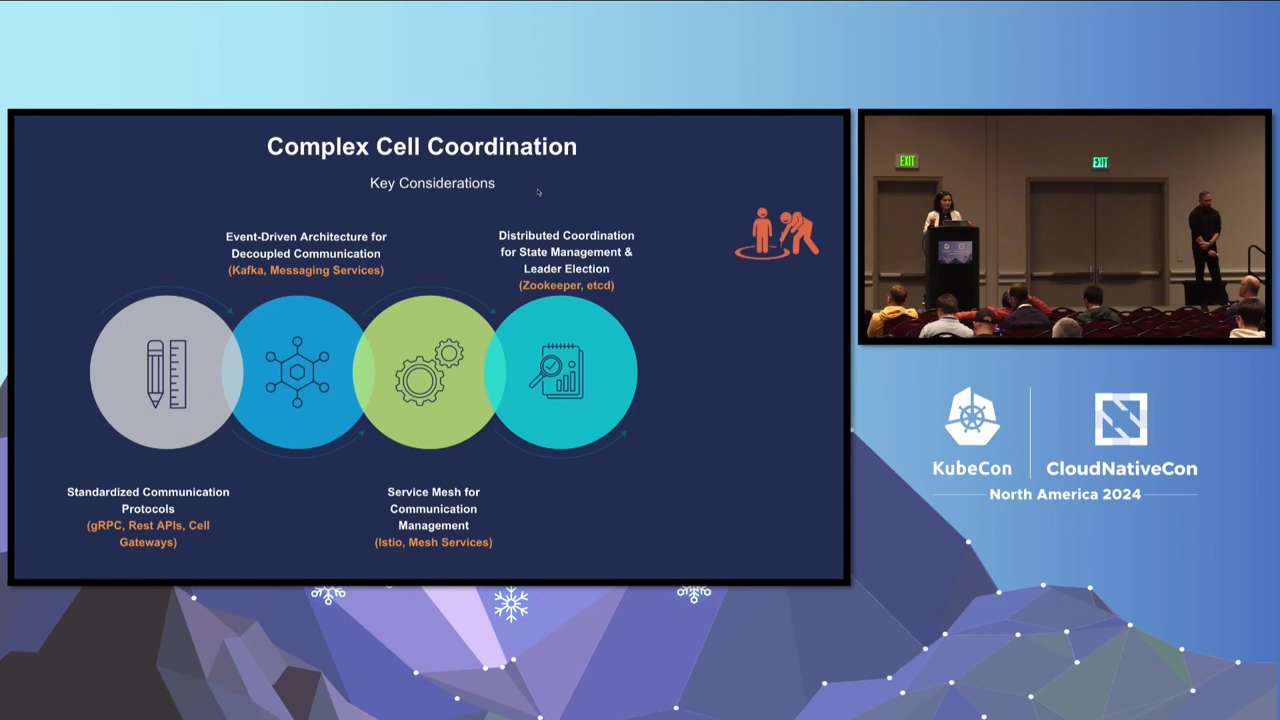 Complex Cell Coordination
Key Considerations
Event-Driven Architecture for
Decoupled Communication
(Kafka, Messaging Services)
Distributed Coordination
for State Management &
Leader Election
(Zookeeper, etcd)
Standardized Communication
Protocols
(gRPC, Rest APIs, Cell
Gateways)
Service Mesh for
Communication
Management
(Istio, Mesh Services)
EXIT
EXIT
KubeCon
CloudNativeCon
North America 2024